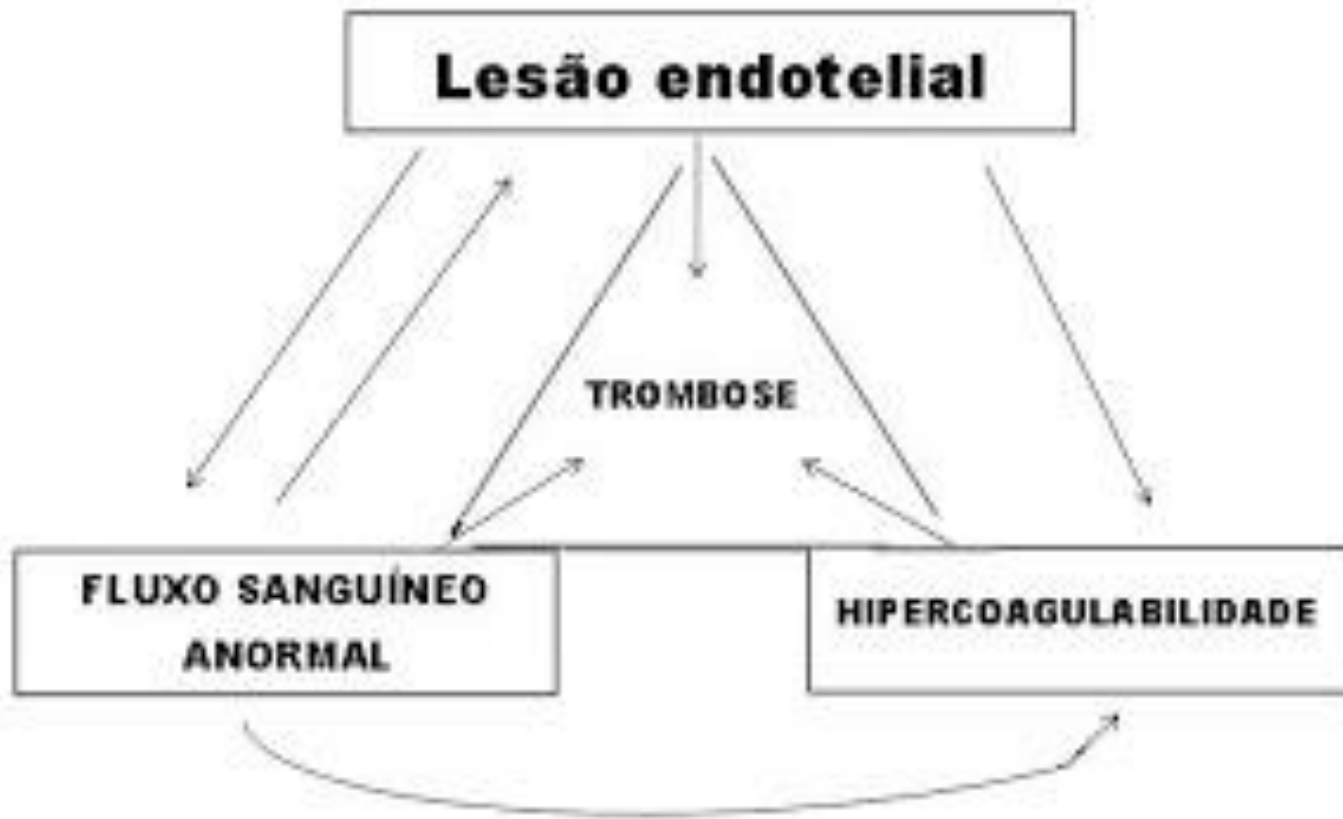 Lesão endotelial
TROMBOSE
FLUXO SANGUÍNEO
ANORMAL
HIPERCOAGULABILIDADE